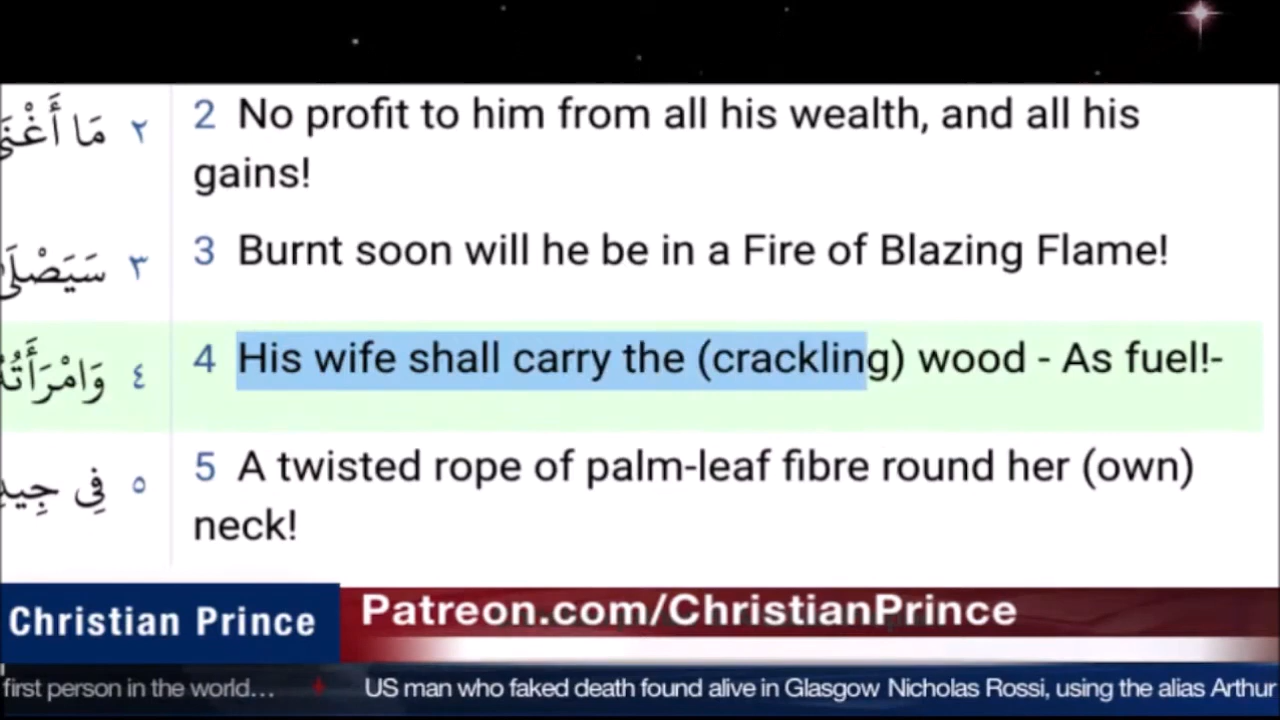 2 No profit to him from all his wealth, and all his
gains!
مَا أَغْنَى ٢
3 Burnt soon will he be in a Fire of Blazing Flame!
سَيَصْلَى ٣
4 His wife shall carry the (crackling) wood - As fuel!-
وَامْرَأَتُهُ ٤
5 A twisted rope of palm-leaf fibre round her (own)
neck!
فِي جِيدِ ٥
Christian Prince
Patreon.com/ChristianPrince
first person in the world... US man who faked death found alive in Glasgow Nicholas Rossi, using the alias Arthur